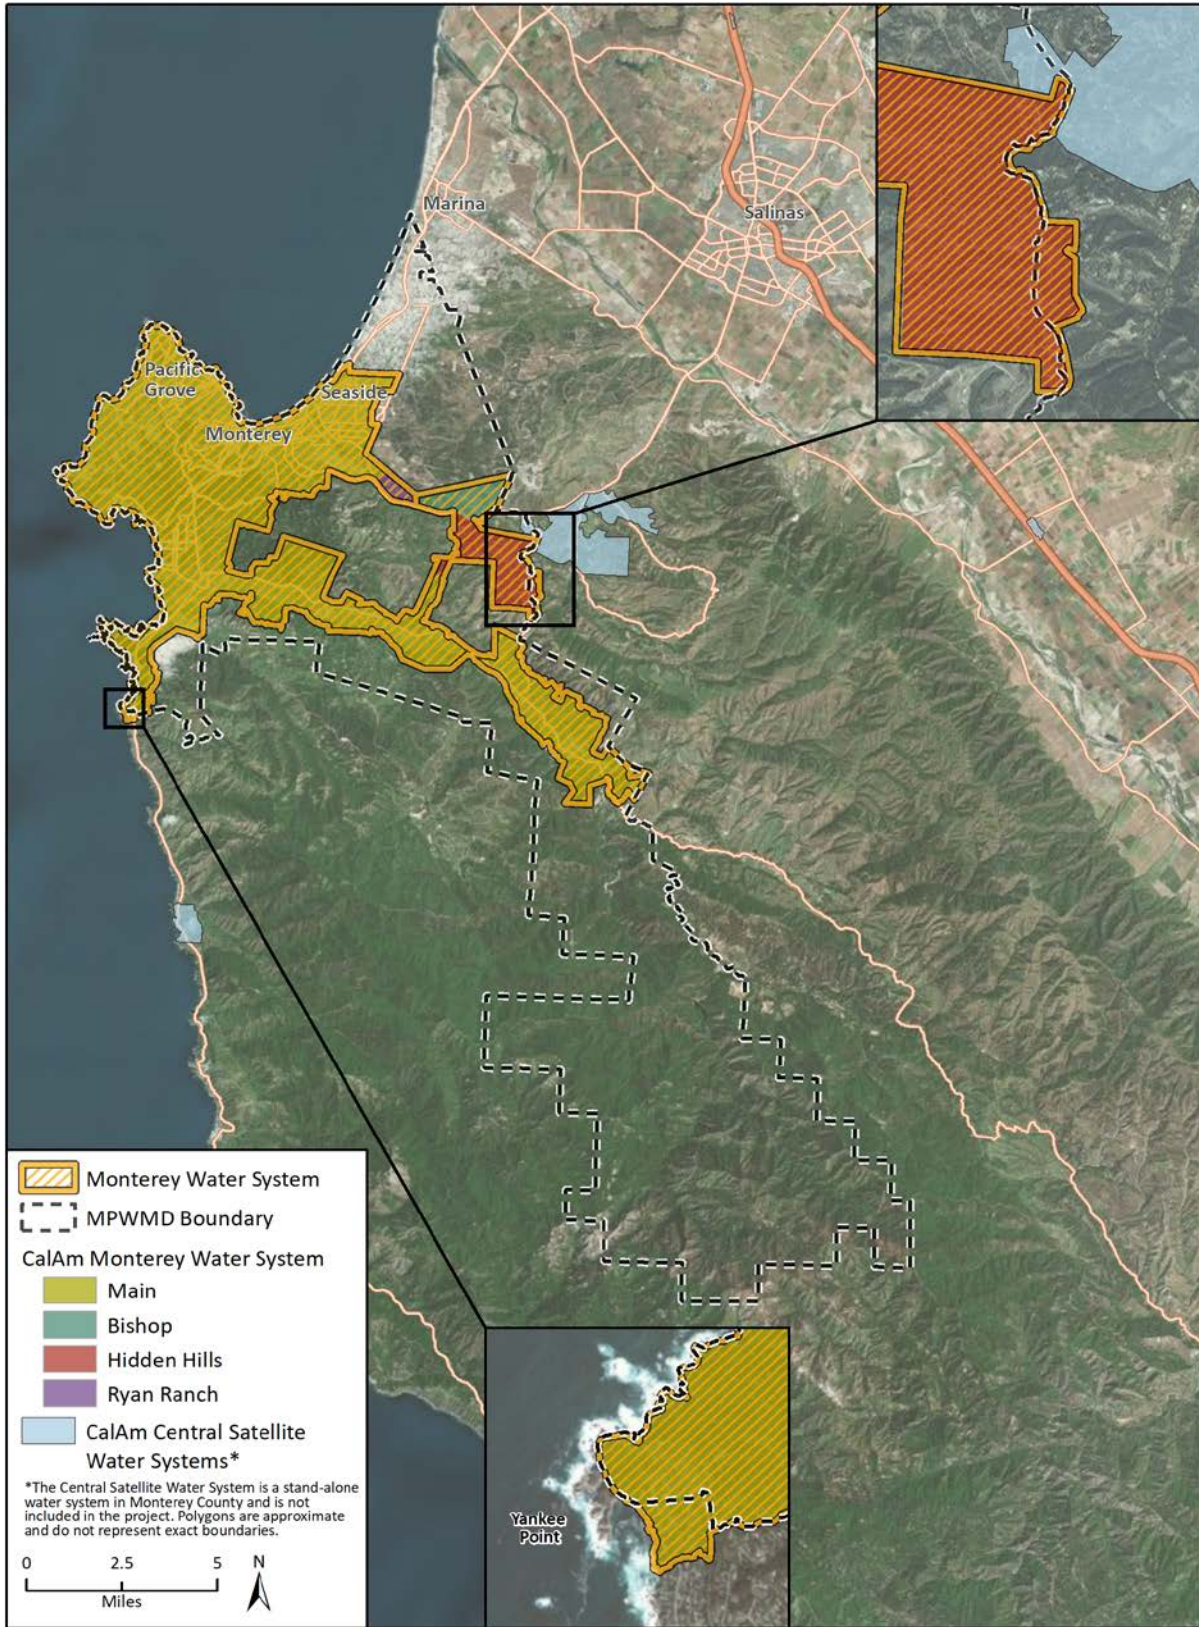 Marina
Salinas
Pacific
Grove
Seaside
Monterey
Monterey Water System
MPWMD Boundary
CalAm Monterey Water System
Main
Bishop
Hidden Hills
Ryan Ranch
CalAm Central Satellite
Water Systems*
*The Central Satellite Water System is a stand-alone
water system in Monterey County and is not
included in the project. Polygons are approximate
and do not represent exact boundaries.
0 2.5 5
Miles
N
Yankee
Point